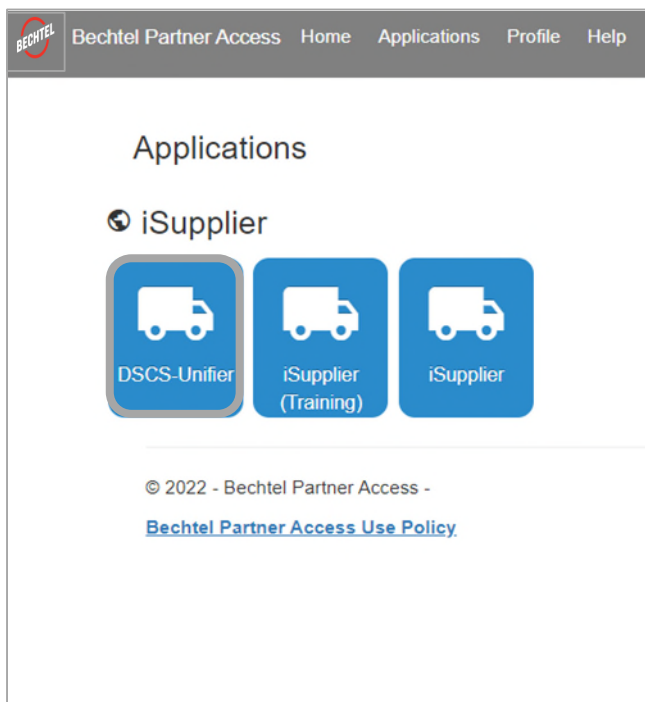 BECHTEL
Bechtel Partner Access Home Applications Profile Help
Applications
iSupplier
DSCS-Unifier
iSupplier
(Training)
iSupplier
© 2022 - Bechtel Partner Access -
Bechtel Partner Access Use Policy